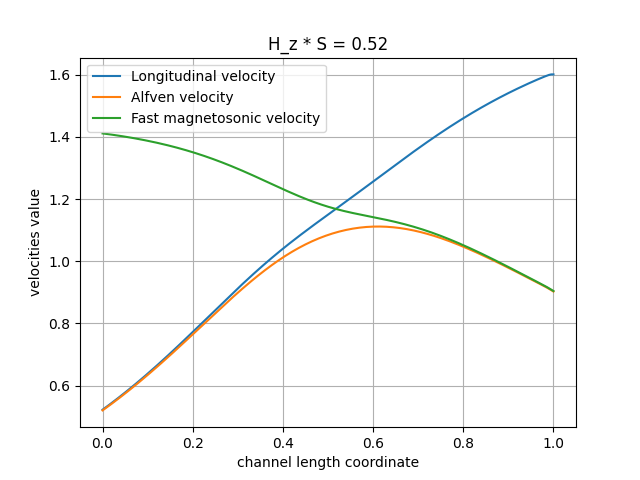 H_z * S = 0.52
Longitudinal velocity
Alfven velocity
Fast magnetosonic velocity
velocities value
1.6
1.4
1.2
1.0
0.8
0.6
0.0 0.2 0.4 0.6 0.8 1.0
channel length coordinate